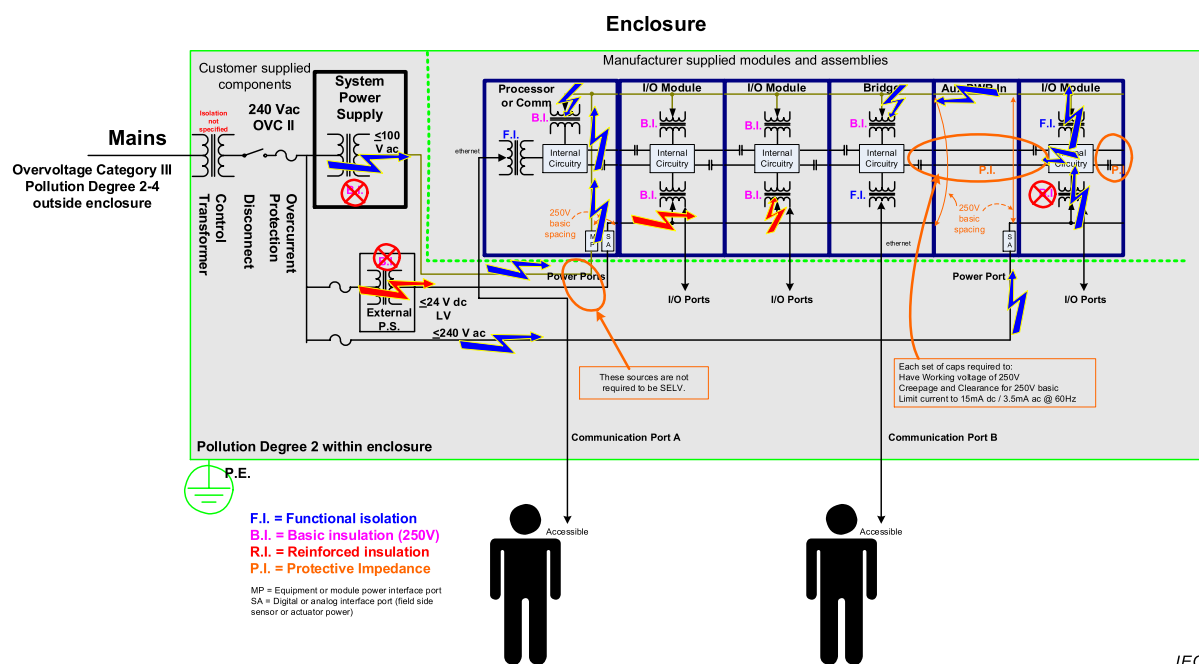 Enclosure
Customer supplied
components
Manufacturer supplied modules and assemblies
System
Power
Supply
Isolation
not
specified
240 Vac
OVC II
<100
V ac
Mains
Overvoltage Category III
Pollution Degree 2-4
outside enclosure
Control
Transformer
Disconnect
Overcurrent
Protection
Processor
or Comm
I/O Module
I/O Module
Bridge
I/O Module
B.I.
B.I.
B.I.
B.I.
F.I.
F.I.
ethernet
Internal
Circuitry
Internal
Circuitry
Internal
Circuitry
Internal
Circuitry
Internal
Circuitry
P.I.
B.I.
B.I.
F.I.
250V
basic
spacing
S
A
ethernet
250V
basic
spacing
S
A
Power Ports
I/O Ports
I/O Ports
Power Port
I/O Ports
External
P.S.
<24 V dc
LV
<240 V ac
These sources are not
required to be SELV.
Each set of caps required to:
Have Working voltage of 250V
Creepage and Clearance for 250V basic
Limit current to 15mA dc / 3.5mA ac @ 60Hz
Communication Port A
Communication Port B
Pollution Degree 2 within enclosure
P.E.
F.I. = Functional isolation
B.I. = Basic insulation (250V)
R.I. = Reinforced insulation
P.I. = Protective Impedance
MP = Equipment or module power interface port
SA = Digital or analog interface port (field side
sensor or actuator power)
Accessible
Accessible